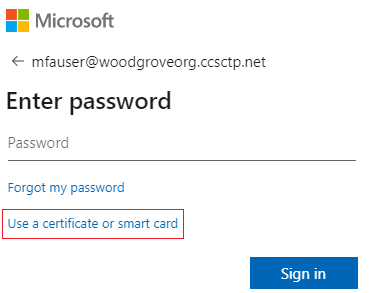 Microsoft
← mfauser@woodgroveorg.ccsctp.net
Enter password
Password
Forgot my password
Use a certificate or smart card
Sign in